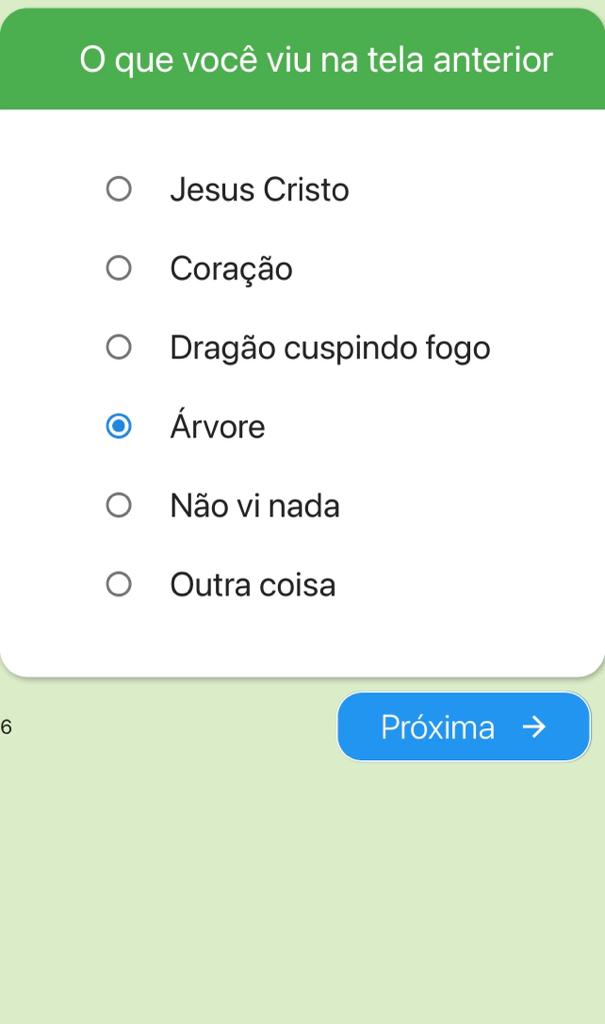 O que você viu na tela anterior
Jesus Cristo
Coração
Dragão cuspindo fogo
Árvore
Não vi nada
Outra coisa
6
Próxima →